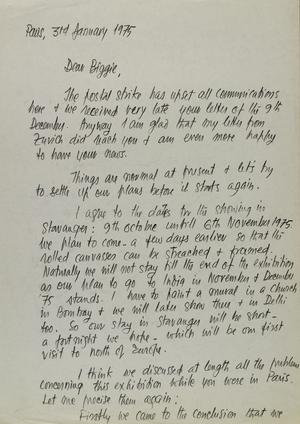 Paris, 31rd January 1975
Dear Biggie,
The postal strike has upset all communications
here & we received very late your letter of the 9th
December. Anyway I am glad that my letter from
Zurich did reach you & am even more happy
to have your news.
Things are normal at present & let's try
to settle up our plans before it starts again.
I agree to the dates for the showing in
Stavanger: 9th october untill 6th November 1975.
We plan to come a few days earlier so that the
rolled canvasses can be streached & framed.
Naturally we will not stay till the end of the exhibition
as our plan to go to India in November & December
'75 stands. I have to paint a mural in a church
in Bombay & we will later show there & in Delhi
too. So our stay in Stavanger will be short -
a fortnight we hope - which will be our first
visit to north of Europe.
I think we discussed at length all the problems
concerning this exhibition while you were in Paris.
Let me precise them again:
Firstly we came to the conclusion that we